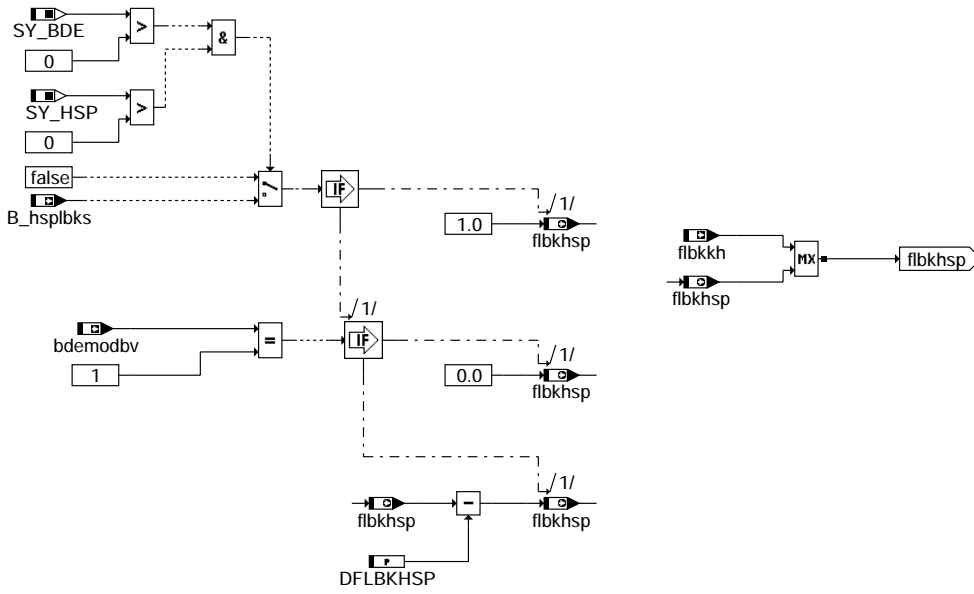 SY_BDE
>
0
&
SY_HSP
>
0
false
B_hsplbks
IF
/1/
1.0
flbkhsp
flbkkh
MX
flbkhsp
flbkhsp
/1/
bdemodbv
=
IF
1
/1/
0.0
flbkhsp
/1/
flbkhsp
-
flbkhsp
P
DFLBKHSP